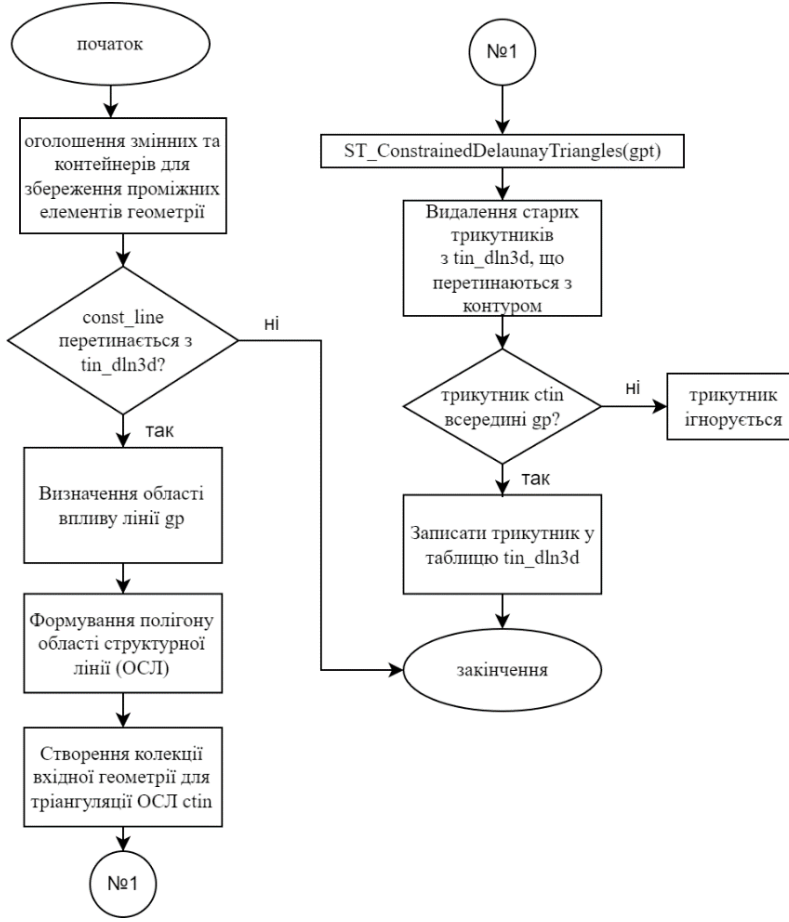 початок
оголошення змінних та
контейнерів для
збереження проміжних
елементів геометрії
const_line
перетинається з
tin_dln3d?
ні
так
Визначення області
впливу лінії gp
Формування полігону
області структурної
лінії (ОСЛ)
Створення колекції
вхідної геометрії для
тріангуляції ОСЛ ctin
№1
№1
ST_ConstrainedDelaunayTriangles(gpt)
Видалення старих
трикутників
з tin_dln3d, що
перетинаються з
контуром
трикутник ctin
всередині gp?
ні
трикутник
ігнорується
так
Записати трикутник у
таблицю tin_dln3d
закінчення